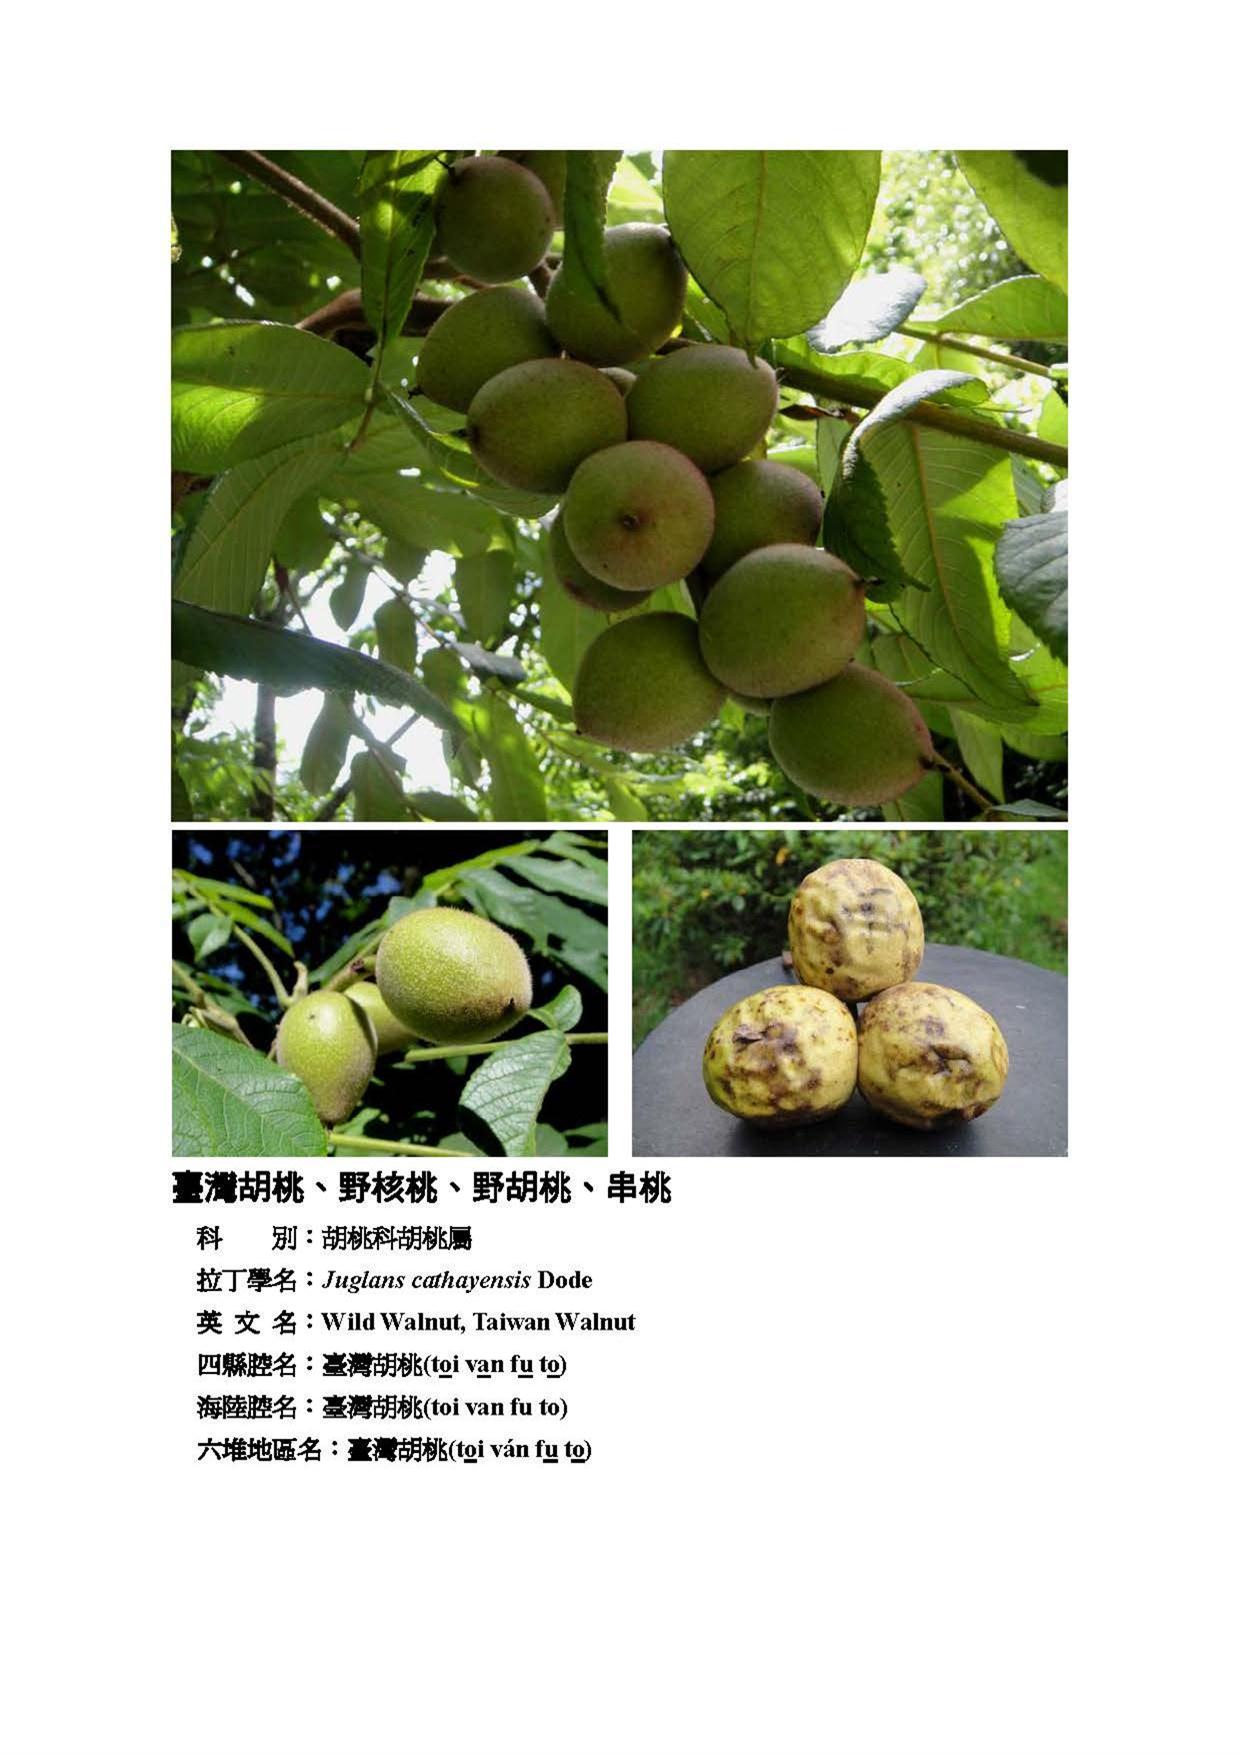 臺灣胡桃、野核桃、野胡桃、串桃
科　　別：胡桃科胡桃屬
拉丁學名：Juglans cathayensis Dode
英 文 名：Wild Walnut, Taiwan Walnut
四縣腔名：臺灣胡桃(to̲i va̲n fu̲ to̲)
海陸腔名：臺灣胡桃(toi van fu to)
六堆地區名：臺灣胡桃(to̲i ván fu̲ to̲)